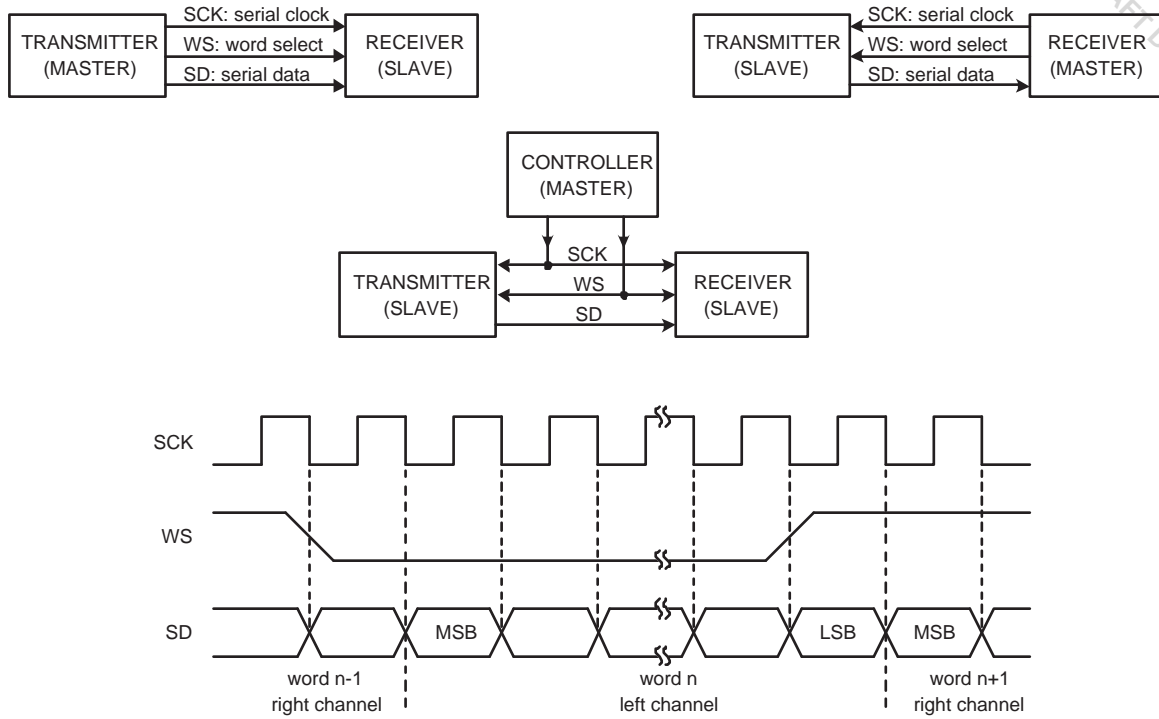 SCK: serial clock
TRANSMITTER
(MASTER)
WS: word select
SD: serial data
RECEIVER
(SLAVE)
TRANSMITTER
(SLAVE)
SCK: serial clock
WS: word select
SD: serial data
RECEIVER
(MASTER)
CONTROLLER
(MASTER)
TRANSMITTER
(SLAVE)
SCK
WS
SD
RECEIVER
(SLAVE)
SCK
WS
SD
MSB
LSB
MSB
word n-1
right channel
word n
left channel
word n+1
right channel